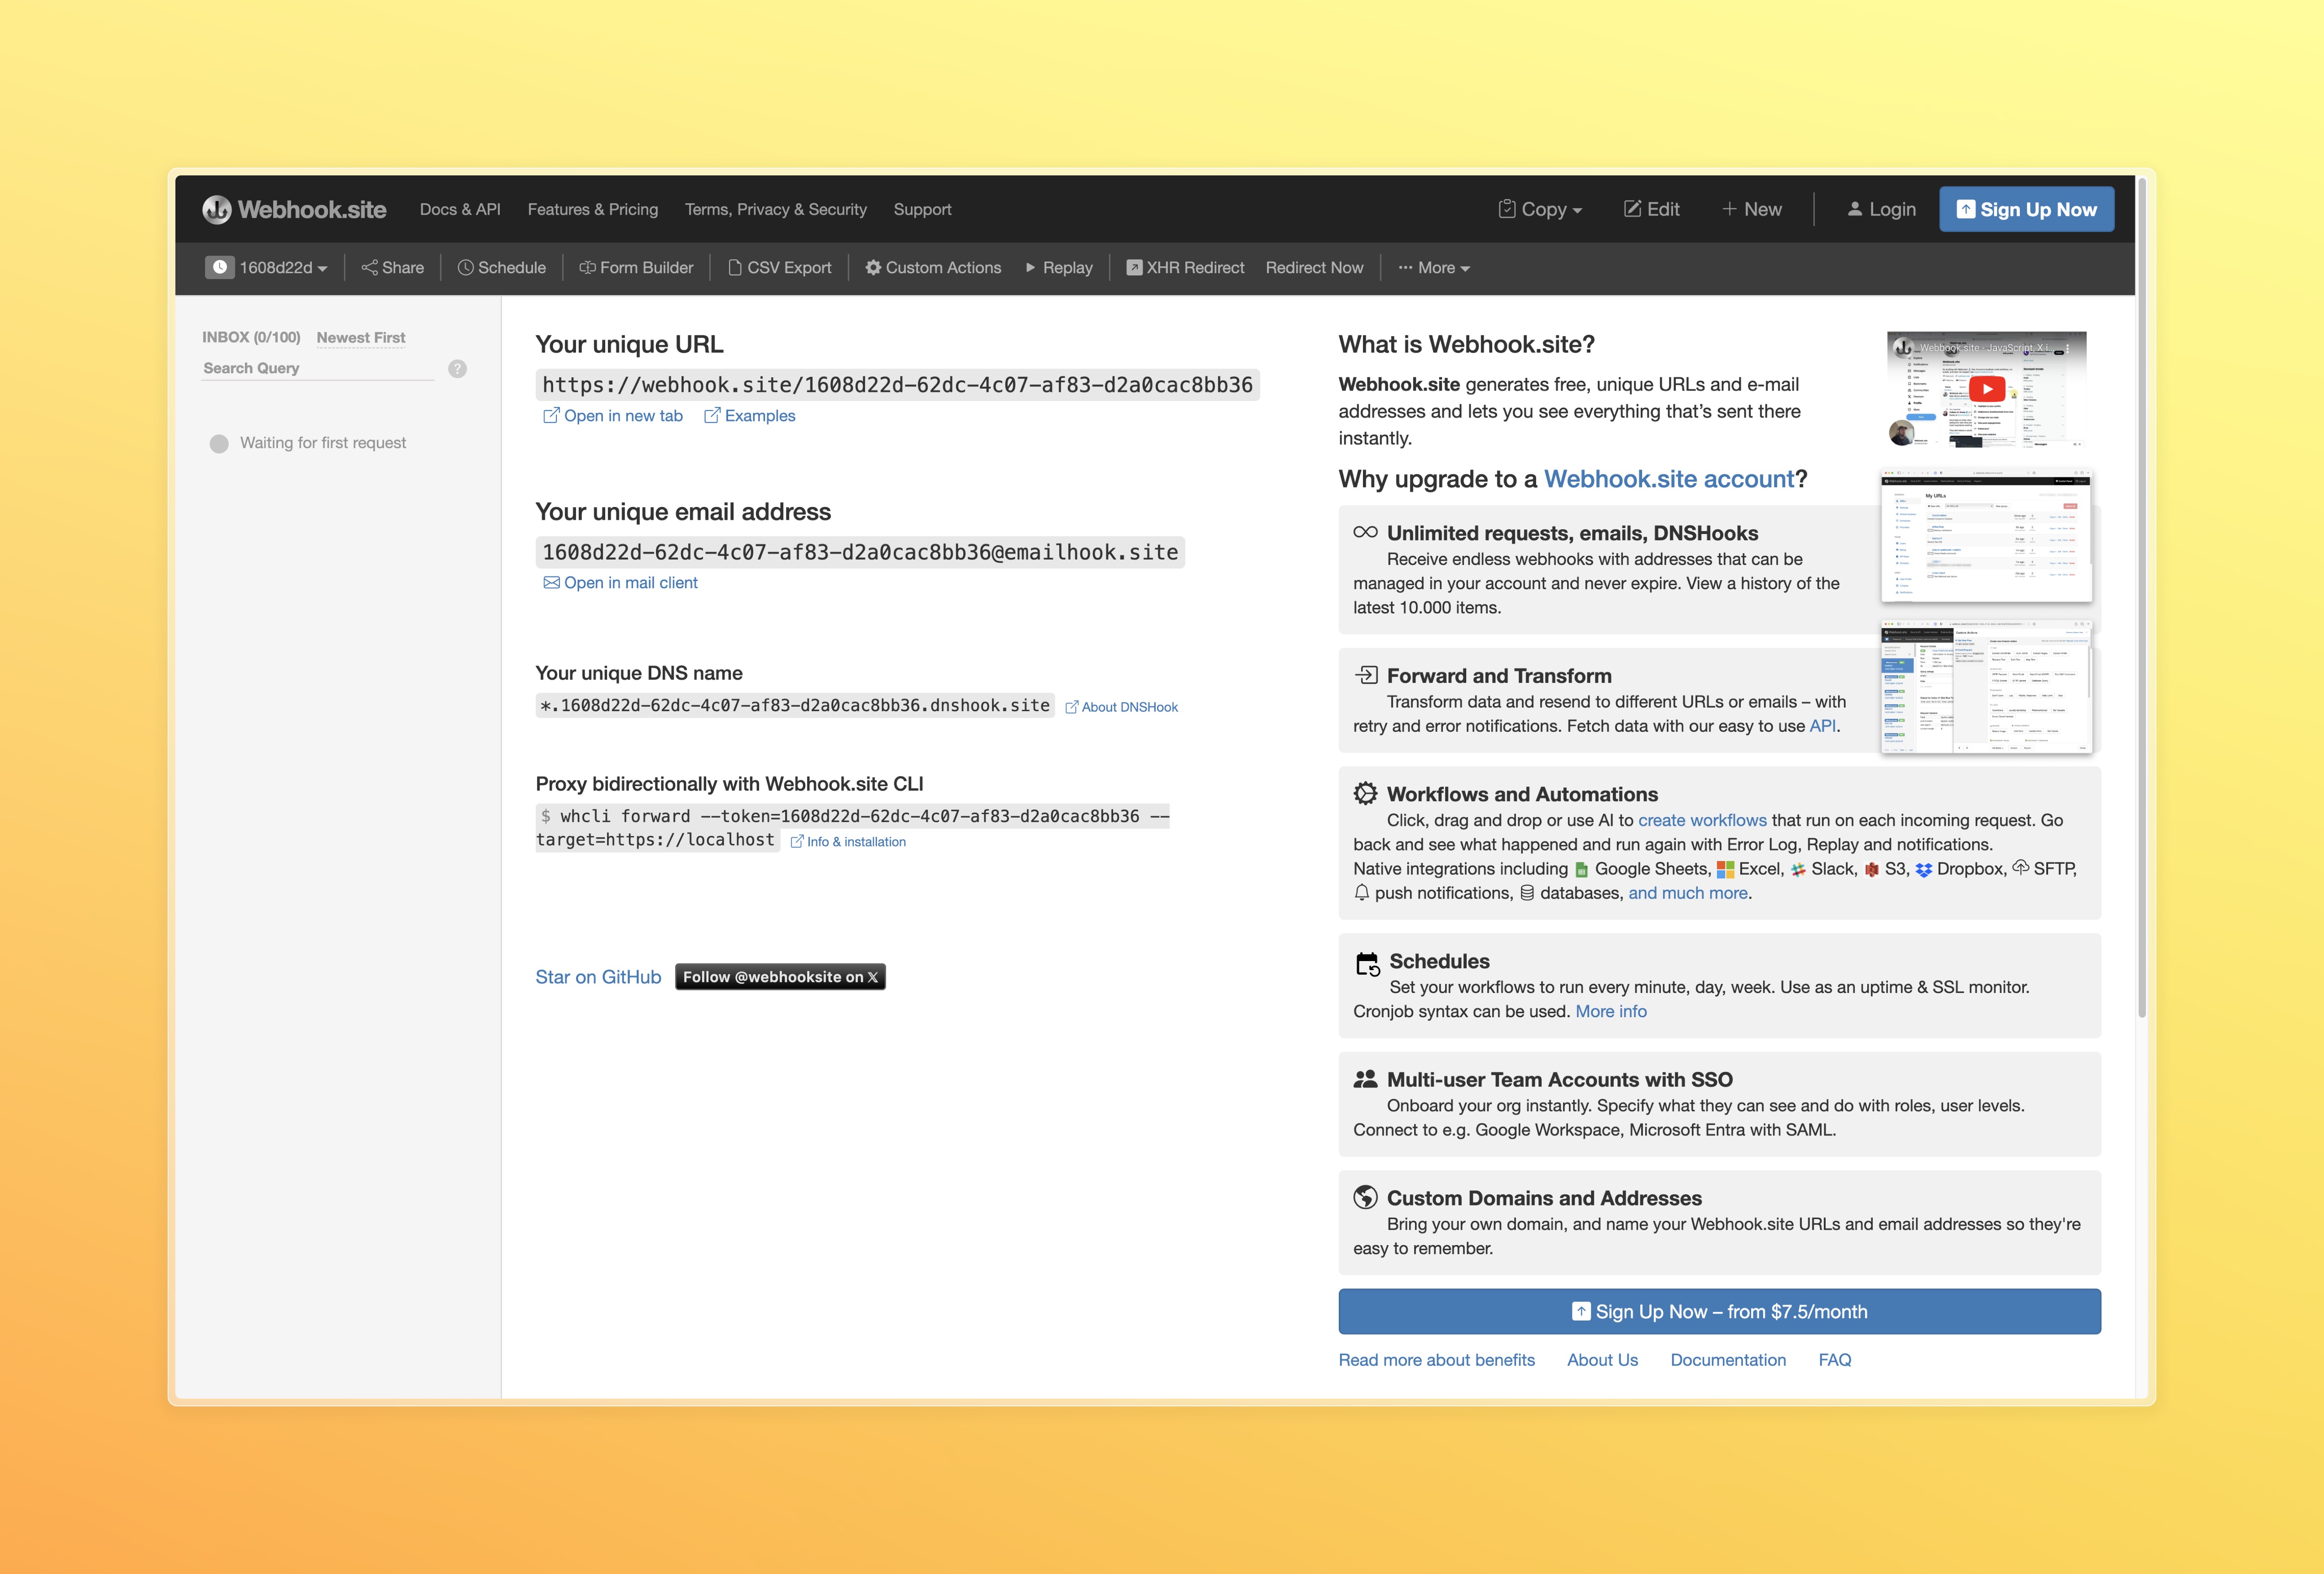 Webhook.site Docs & API Features & Pricing Terms, Privacy & Security Support Copy Edit New Login Sign Up Now
1608d22d Share Schedule Form Builder CSV Export Custom Actions Replay XHR Redirect Redirect Now More
INBOX (0/100) Newest First
Search Query ?
Waiting for first request
Your unique URL
https://webhook.site/1608d22d-62dc-4c07-af83-d2a0cac8bb36
Open in new tab Examples
Your unique email address
1608d22d-62dc-4c07-af83-d2a0cac8bb36@emailhook.site
Open in mail client
Your unique DNS name
*.1608d22d-62dc-4c07-af83-d2a0cac8bb36.dnshook.site About DNSHook
Proxy bidirectionally with Webhook.site CLI
$ whcli forward --token=1608d22d-62dc-4c07-af83-d2a0cac8bb36 --
target=https://localhost Info & installation
Star on GitHub Follow @webhooksite on X
What is Webhook.site?
Webhook.site generates free, unique URLs and e-mail
addresses and lets you see everything that's sent there
instantly.
Webhook.site - JavaScript, X
Why upgrade to a Webhook.site account?
My URLs
Unlimited requests, emails, DNSHooks
Receive endless webhooks with addresses that can be
managed in your account and never expire. View a history of the
latest 10.000 items.
Forward and Transform
Transform data and resend to different URLs or emails – with
retry and error notifications. Fetch data with our easy to use API.
Workflows and Automations
Click, drag and drop or use AI to create workflows that run on each incoming request. Go
back and see what happened and run again with Error Log, Replay and notifications.
Native integrations including Google Sheets, Excel, Slack, S3, Dropbox, SFTP,
push notifications, databases, and much more.
Schedules
Set your workflows to run every minute, day, week. Use as an uptime & SSL monitor.
Cronjob syntax can be used. More info
Multi-user Team Accounts with SSO
Onboard your org instantly. Specify what they can see and do with roles, user levels.
Connect to e.g. Google Workspace, Microsoft Entra with SAML.
Custom Domains and Addresses
Bring your own domain, and name your Webhook.site URLs and email addresses so they're
easy to remember.
Sign Up Now – from $7.5/month
Read more about benefits About Us Documentation FAQ